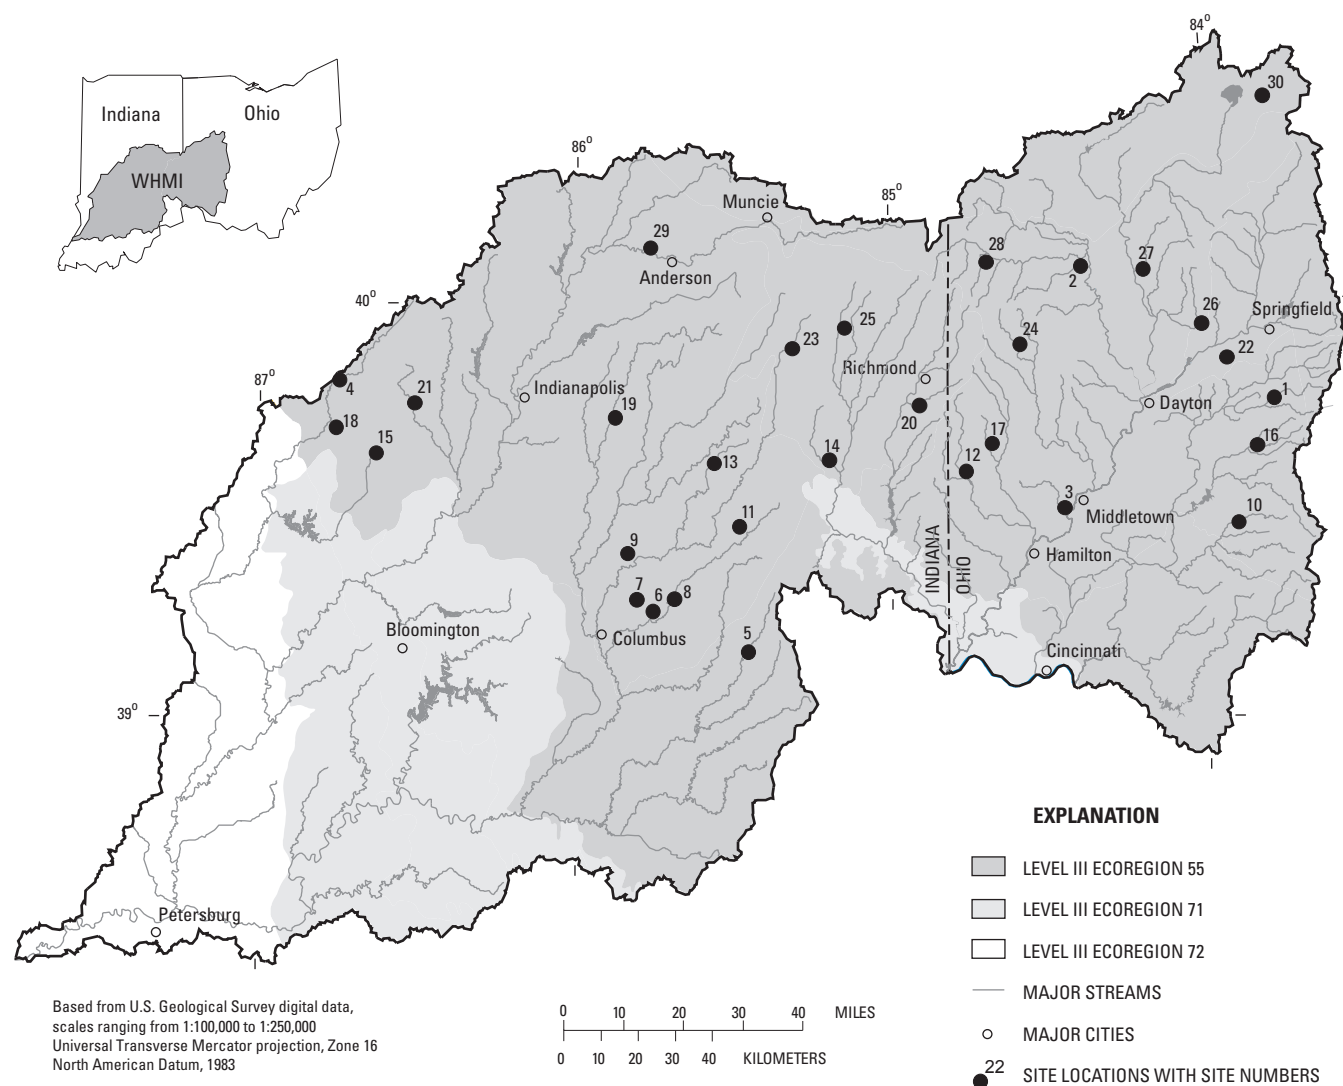 84°
30
Indiana
Ohio
WHMI
86°
85°
Muncie
29
Anderson
28
2
27
40°
25
26
Springfield
23
24
22
Richmond
87°
4
21
Indianapolis
19
20
Dayton
1
18
15
17
16
14
12
13
3
Middletown
10
11
9
INDIANA
OHIO
Hamilton
7
6
8
Bloomington
Columbus
5
Cincinnati
39°
EXPLANATION
LEVEL III ECOREGION 55
LEVEL III ECOREGION 71
Petersburg
LEVEL III ECOREGION 72
MAJOR STREAMS
MAJOR CITIES
22
SITE LOCATIONS WITH SITE NUMBERS
Based from U.S. Geological Survey digital data,
scales ranging from 1:100,000 to 1:250,000
Universal Transverse Mercator projection, Zone 16
North American Datum, 1983
0 10 20 30 40 MILES
0 10 20 30 40 KILOMETERS